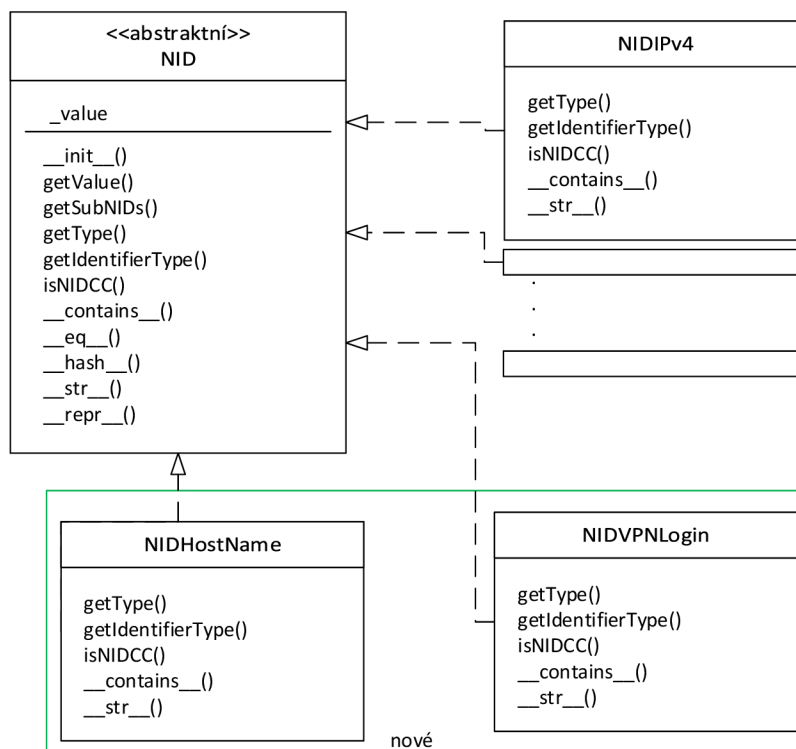 <<abstraktní>>
NID
_value
__init__()
getValue()
getSubNIDs()
getType()
getIdentifierType()
isNIDCC()
__contains__()
__eq__()
__hash__()
__str__()
__repr__()
NIDIPv4
getType()
getIdentifierType()
isNIDCC()
__contains__()
__str__()
.
.
.
NIDHostName
getType()
getIdentifierType()
isNIDCC()
__contains__()
__str__()
NIDVPNLogin
getType()
getIdentifierType()
isNIDCC()
__contains__()
__str__()
nové